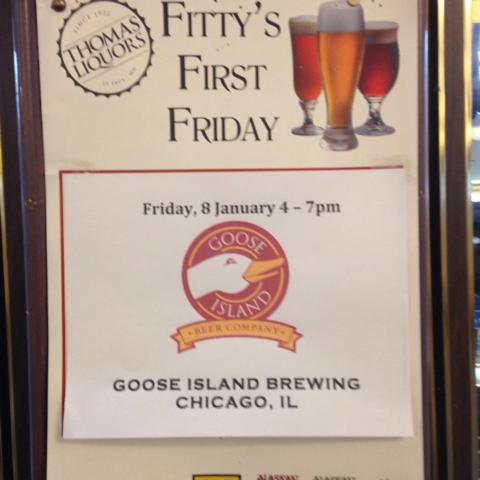 SINCE 1922
THOMAS
LIQUORS
FITTY'S
FIRST
FRIDAY
Friday, 8 January 4 – 7pm
GOOSE
ISLAND
• BEER COMPANY •
GOOSE ISLAND BREWING
CHICAGO, IL